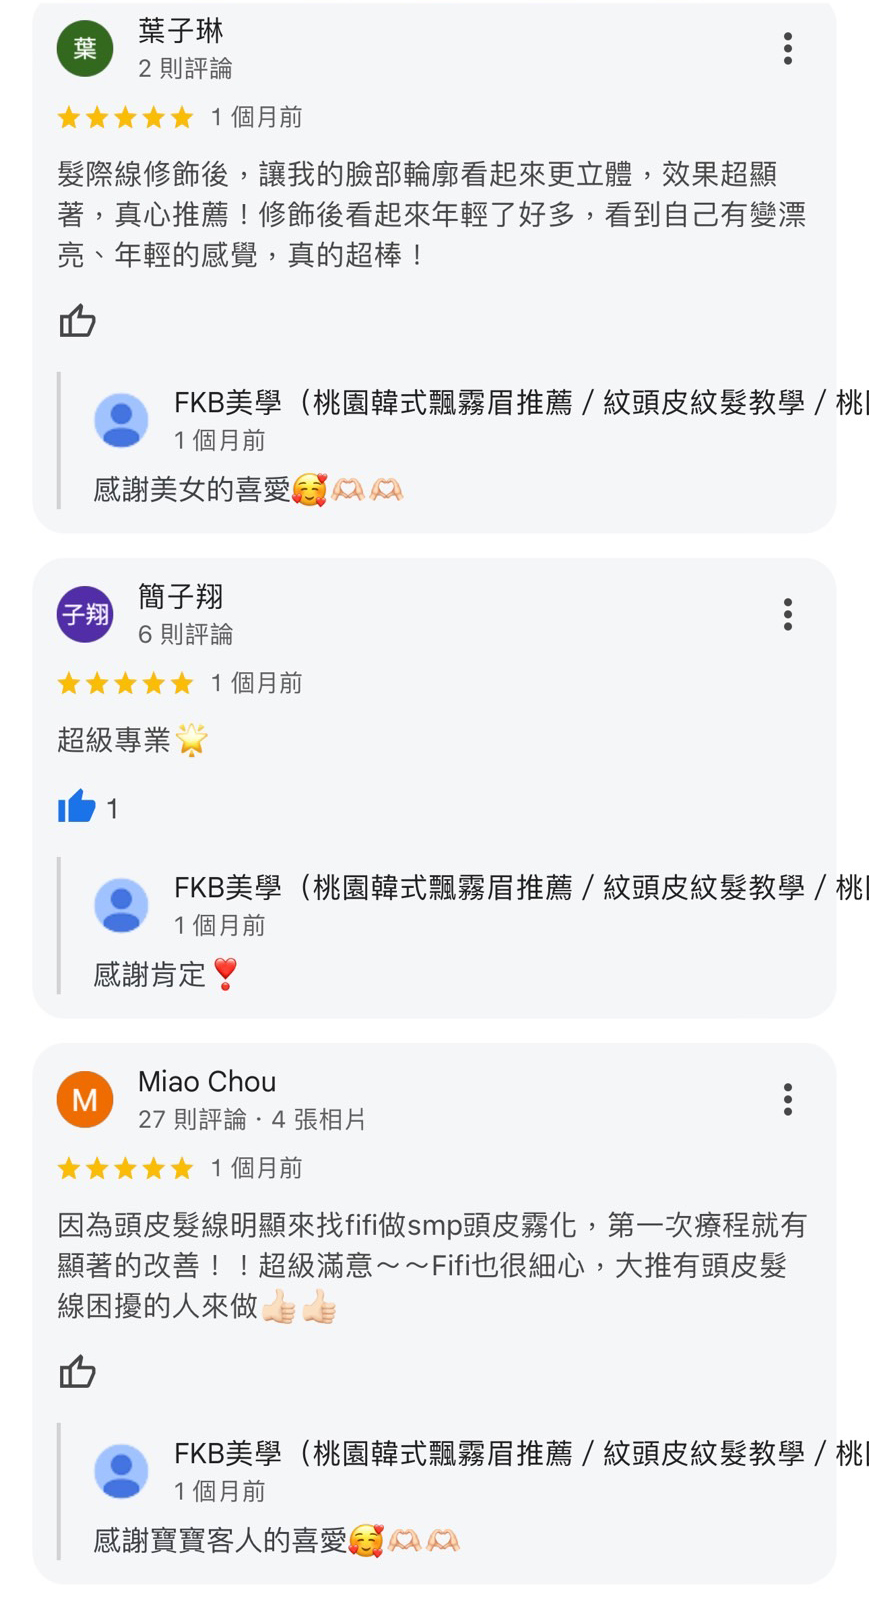 葉
葉子琳
2 則評論
1 個月前
髮際線修飾後，讓我的臉部輪廓看起來更立體，效果超顯
著，真心推薦！修飾後看起來年輕了好多，看到自己有變漂
亮、年輕的感覺，真的超棒！
FKB美學（桃園韓式飄霧眉推薦 / 紋頭皮紋髮教學 / 桃
1 個月前
感謝美女的喜愛🥰🫶🏻🫶🏻
子翔
簡子翔
6 則評論
1 個月前
超級專業🌟
1
FKB美學（桃園韓式飄霧眉推薦 / 紋頭皮紋髮教學 / 桃
1 個月前
感謝肯定❣️
M
Miao Chou
27 則評論 · 4 張相片
1 個月前
因為頭皮髮線明顯來找fifi做smp頭皮霧化，第一次療程就有
顯著的改善！！超級滿意～～Fifi也很細心，大推有頭皮髮
線困擾的人來做👍🏻👍🏻
FKB美學（桃園韓式飄霧眉推薦 / 紋頭皮紋髮教學 / 桃
1 個月前
感謝寶寶客人的喜愛🥰🫶🏻🫶🏻